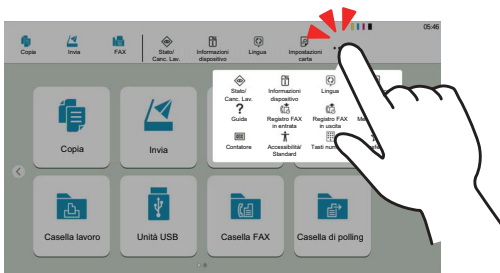 05:46
Copia Invia FAX Stato/ Informazioni Lingua Impostazioni
Canc. Lav. dispositivo carta
Stato/ Informazioni Lingua
Canc. Lav. dispositivo
Guida Registro FAX Registro FAX
in entrata in uscita
Contatore Accessibilità/ Tasti
Standard
Copia Invia
Casella lavoro Unità USB Casella FAX Casella di polling